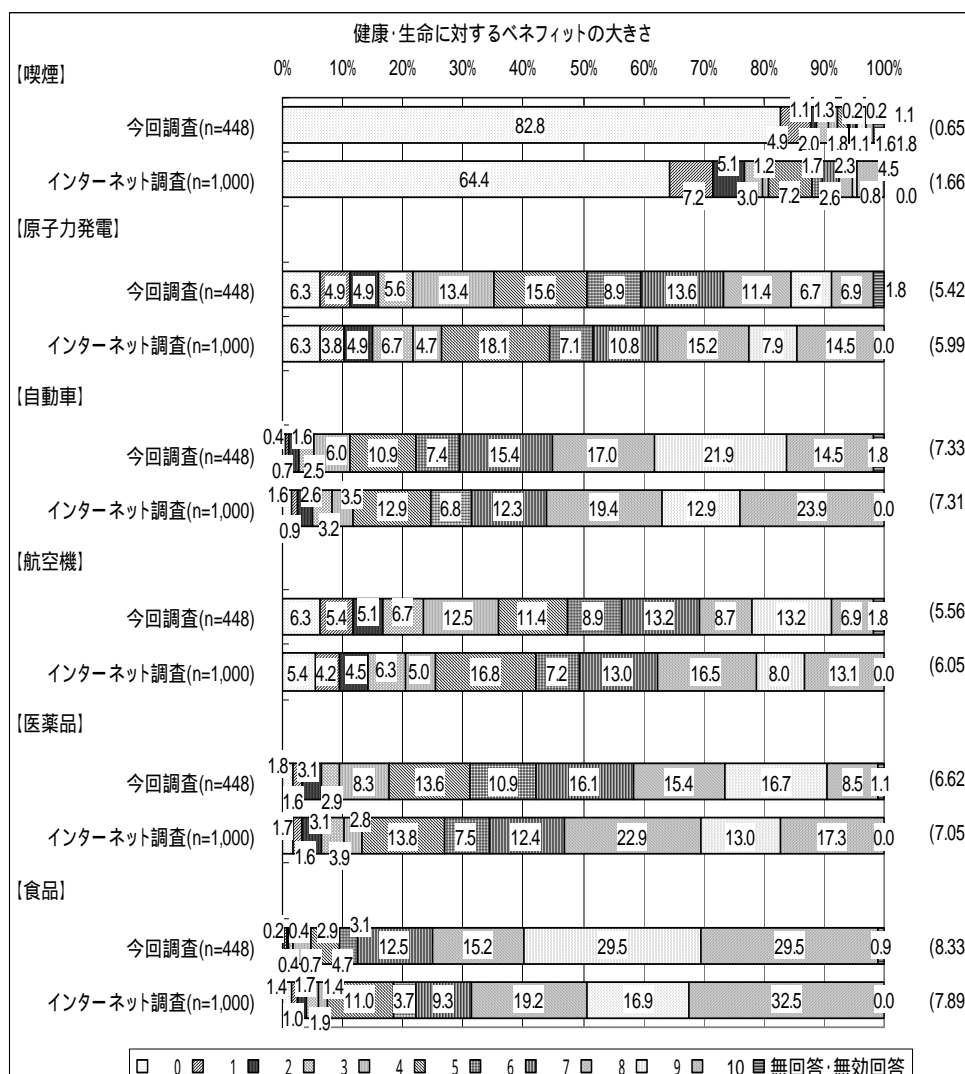 健康･生命に対するベネフィットの大きさ
【喫煙】 0% 10% 20% 30% 40% 50% 60% 70% 80% 90% 100%
今回調査(n=448) 82.8 4.9 1.1 2.0 1.3 1.8 0.2 1.1 0.2 1.6 1.8 1.1 (0.65
インターネット調査(n=1,000) 64.4 7.2 5.1 3.0 1.2 7.2 1.7 2.6 2.3 0.8 4.5 0.0 (1.66
【原子力発電】
今回調査(n=448) 6.3 4.9 4.9 5.6 13.4 15.6 8.9 13.6 11.4 6.7 6.9 1.8 (5.42
インターネット調査(n=1,000) 6.3 3.8 4.9 6.7 4.7 18.1 7.1 10.8 15.2 7.9 14.5 0.0 (5.99
【自動車】
今回調査(n=448) 0.4 0.7 1.6 2.5 6.0 10.9 7.4 15.4 17.0 21.9 14.5 1.8 (7.33
インターネット調査(n=1,000) 1.6 0.9 2.6 3.2 3.5 12.9 6.8 12.3 19.4 12.9 23.9 0.0 (7.31
【航空機】
今回調査(n=448) 6.3 5.4 5.1 6.7 12.5 11.4 8.9 13.2 8.7 13.2 6.9 1.8 (5.56
インターネット調査(n=1,000) 5.4 4.2 4.5 6.3 5.0 16.8 7.2 13.0 16.5 8.0 13.1 0.0 (6.05
【医薬品】
今回調査(n=448) 1.8 1.6 3.1 2.9 8.3 13.6 10.9 16.1 15.4 16.7 8.5 1.1 (6.62
インターネット調査(n=1,000) 1.7 1.6 3.1 3.9 2.8 13.8 7.5 12.4 22.9 13.0 17.3 0.0 (7.05
【食品】
今回調査(n=448) 0.2 0.4 0.4 0.7 2.9 4.7 3.1 12.5 15.2 29.5 29.5 0.9 (8.33
インターネット調査(n=1,000) 1.4 1.0 1.7 1.9 1.4 11.0 3.7 9.3 19.2 16.9 32.5 0.0 (7.89
0 1 2 3 4 5 6 7 8 9 10 無回答･無効回答